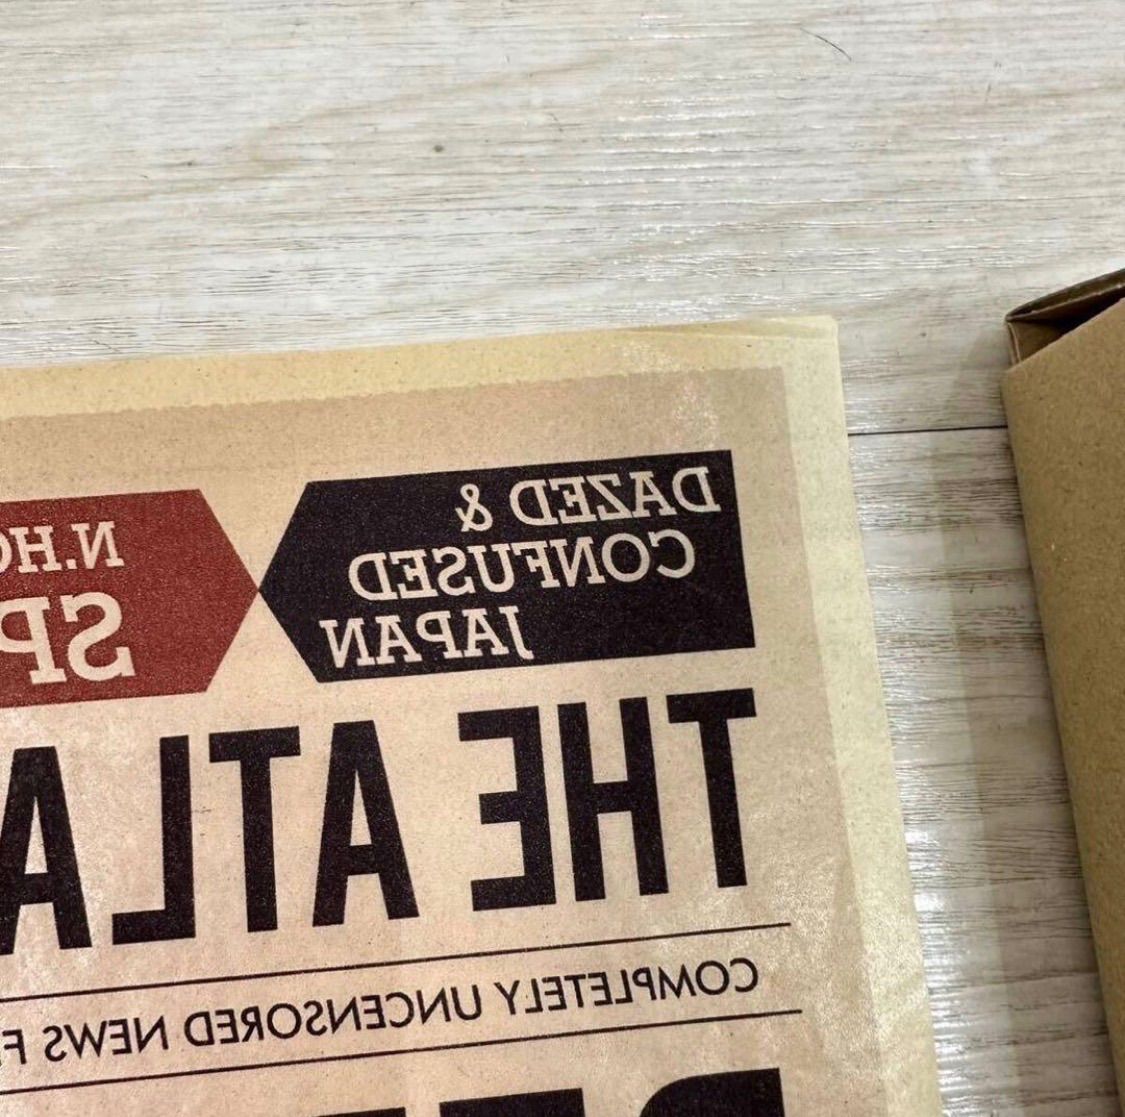 DAZED &
CONFUSED
JAPAN
N.HO
SP
THE ATLA
COMPLETELY UNCENSORED NEWS F